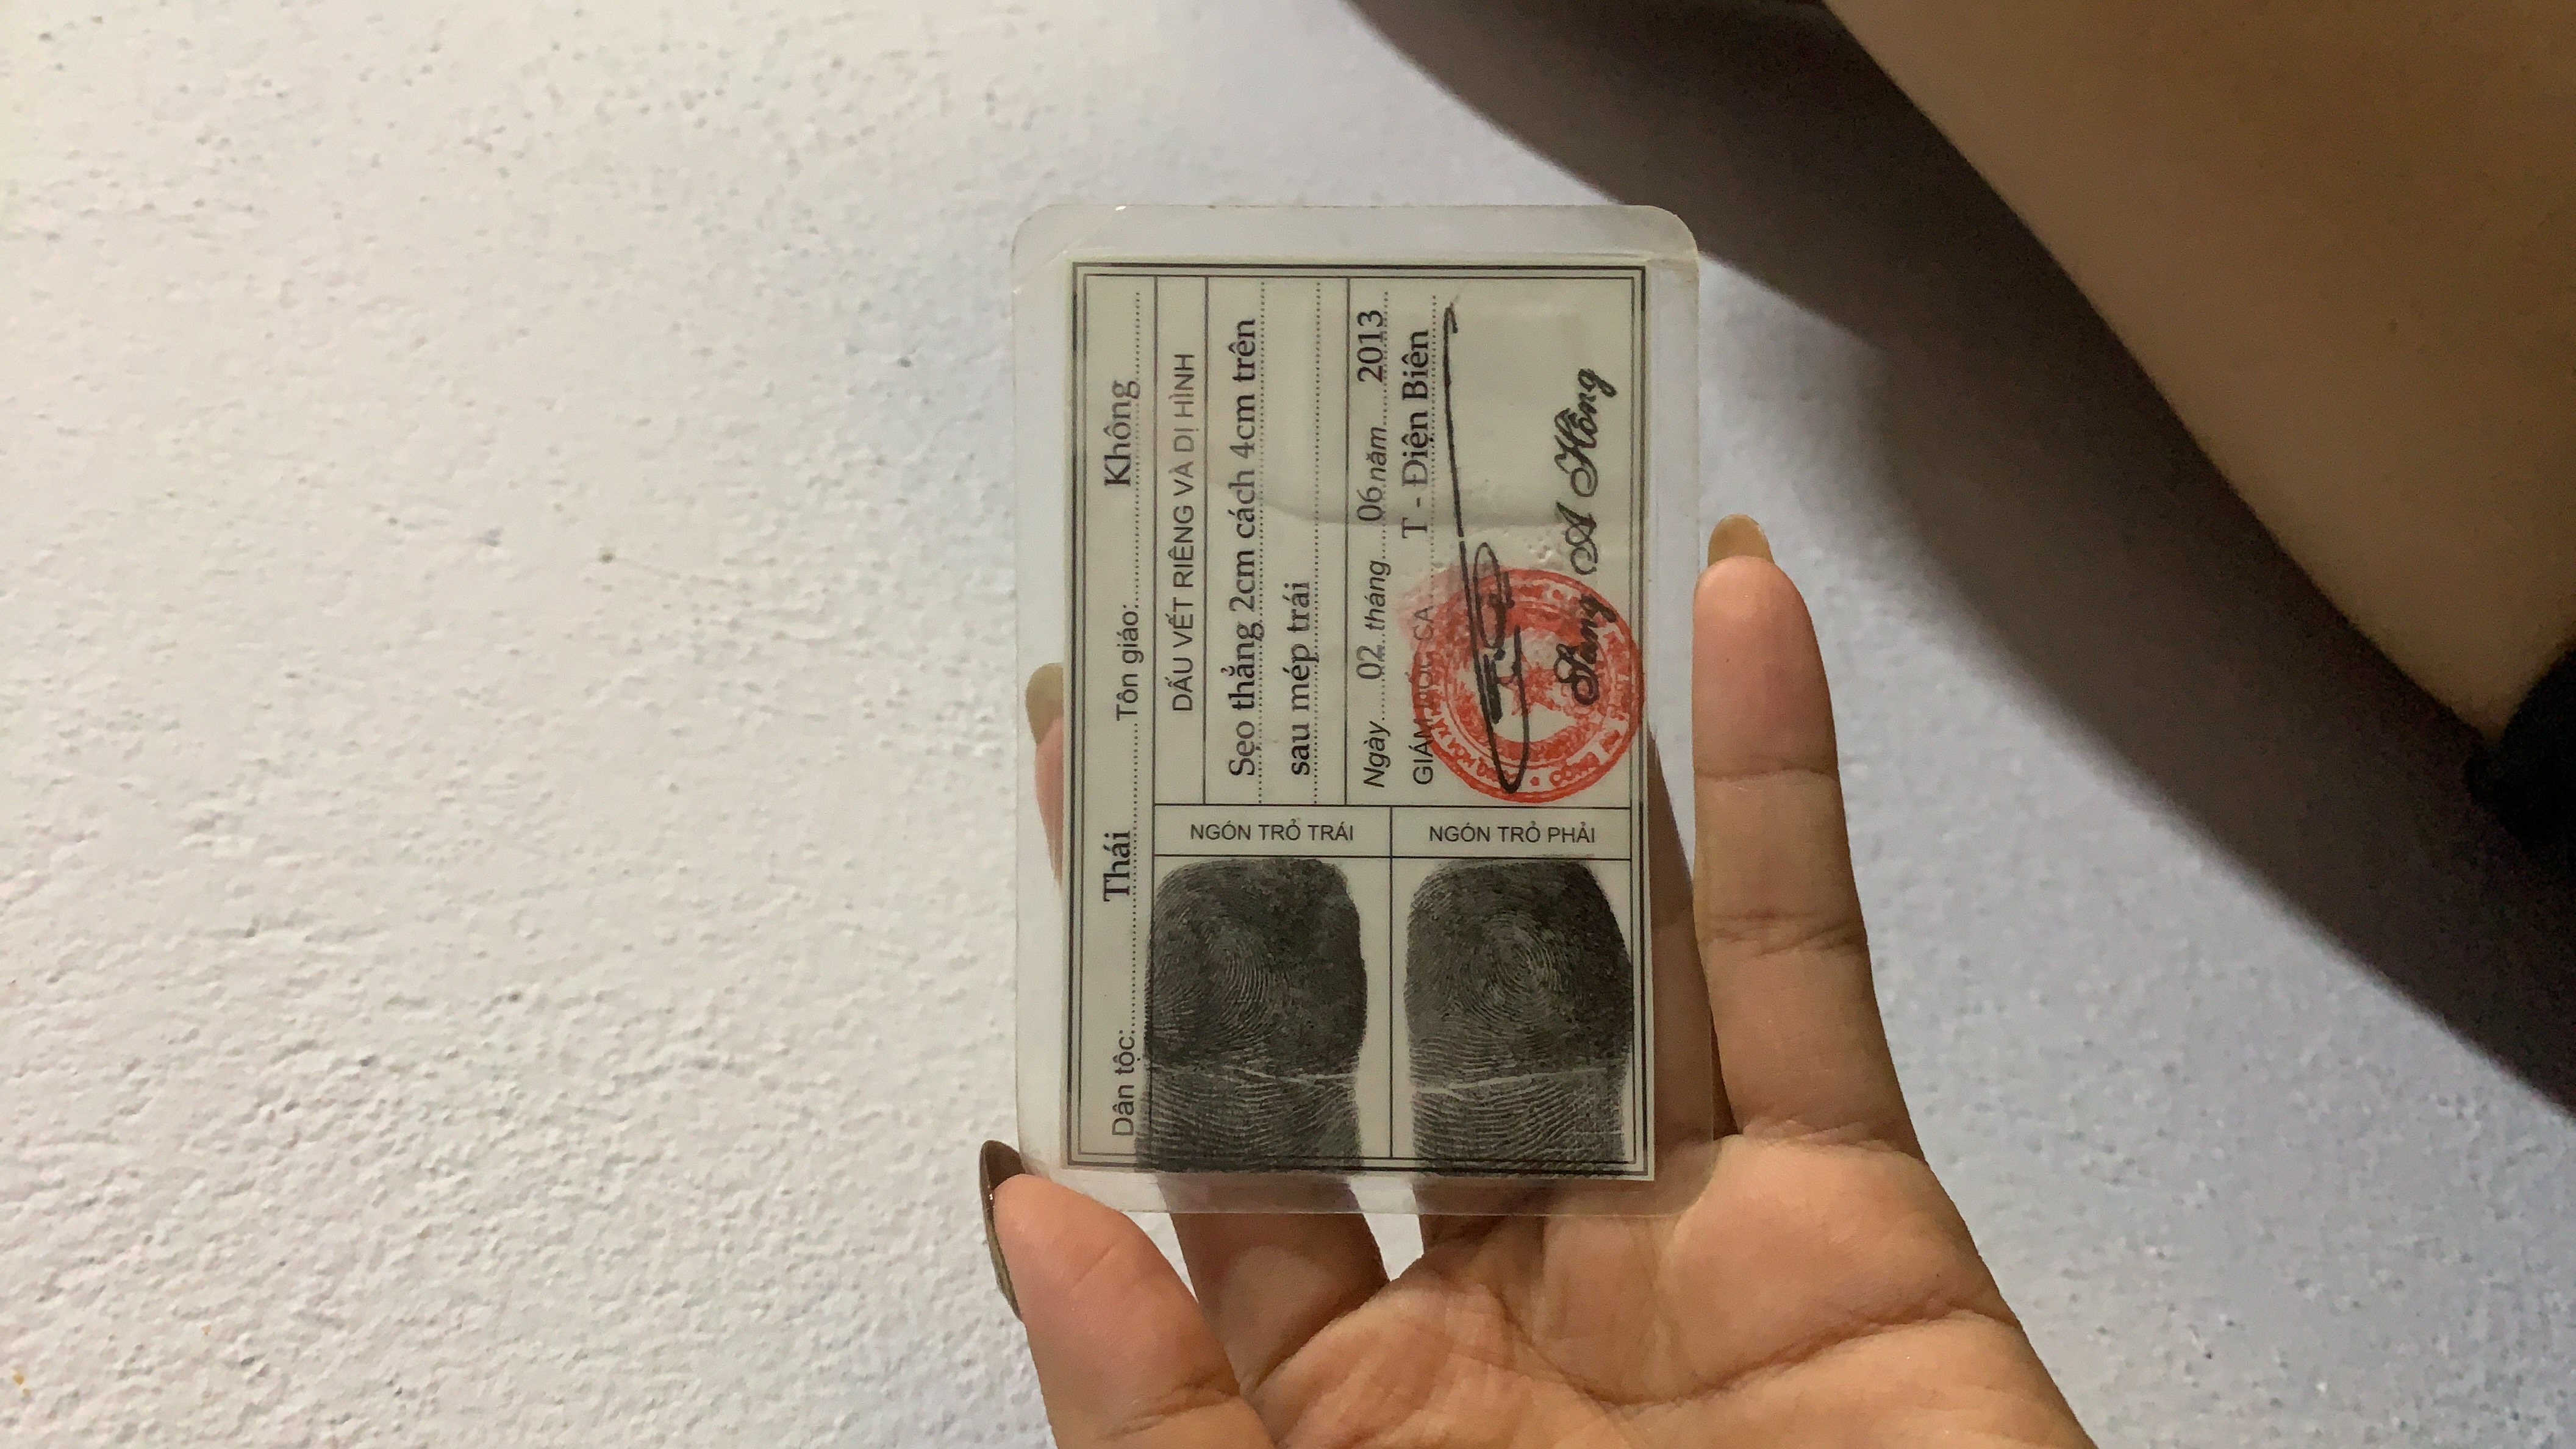 Dân tộc: Thái Tôn giáo: Không
NGÓN TRỎ TRÁI
NGÓN TRỎ PHẢI
DẤU VẾT RIÊNG VÀ DỊ HÌNH
Sẹo thẳng 2cm cách 4cm trên
sau mép trái
Ngày 02 tháng 06 năm 2013
GIÁM ĐỐC CA T - Điện Biên
Sùng A Hồng